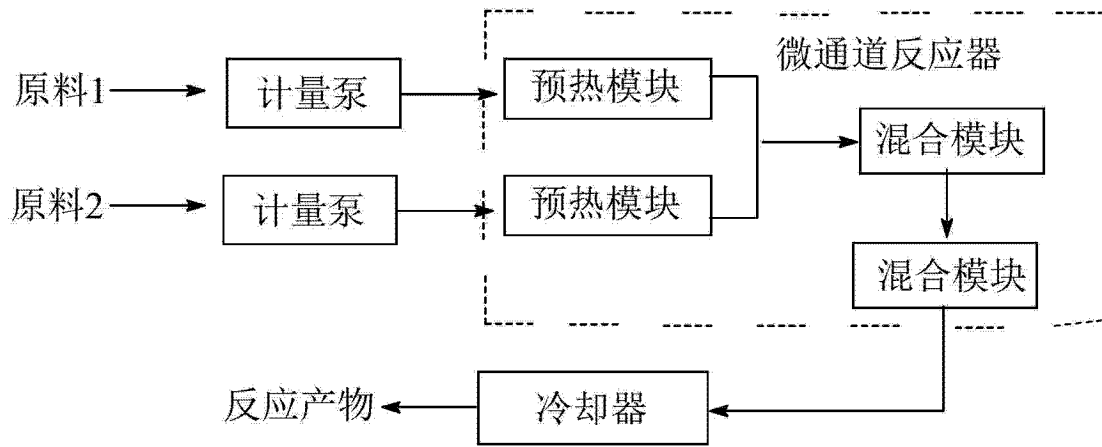 微通道反应器
原料1
计量泵
预热模块
混合模块
原料2
计量泵
预热模块
混合模块
反应产物
冷却器